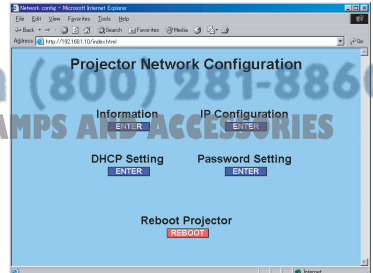 Network config - Microsoft Internet Explorer
File Edit View Favorites Tools Help
Back Search Favorites Media
Address http://192.168.1.10/index.html Go
Projector Network Configuration
(800) 281-886
Information IP Configuration
ENTER ENTER
AMPS AND ACCESSORIES
DHCP Setting Password Setting
ENTER ENTER
Reboot Projector
REBOOT
Internet